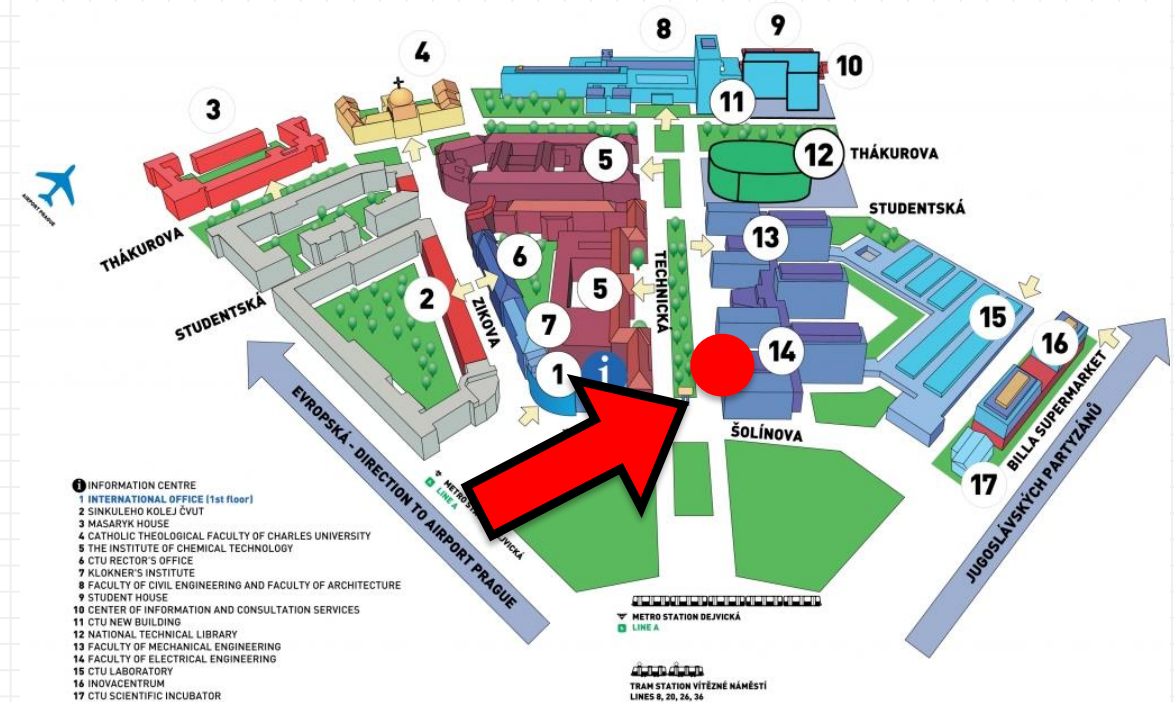 8
9
4
10
3
11
5
12
THÁKUROVA
AIRPORT PRAGUE
STUDENTSKÁ
13
THÁKUROVA
6
TECHNICKÁ
2
ZIKOVA
5
STUDENTSKÁ
7
15
14
16
1
i
BILLA SUPERMARKET
ŠOLÍNOVA
17
EVROPSKÁ - DIRECTION TO AIRPORT PRAGUE
JUGOSLÁVSKÝCH PARTYZÁNŮ
METRO
LINE A
i INFORMATION CENTRE
1 INTERNATIONAL OFFICE (1st floor)
2 SINKULEHO KOLEJ ČVUT
3 MASARYK HOUSE
4 CATHOLIC THEOLOGICAL FACULTY OF CHARLES UNIVERSITY
5 THE INSTITUTE OF CHEMICAL TECHNOLOGY
6 CTU RECTOR'S OFFICE
7 KLOKNER'S INSTITUTE
8 FACULTY OF CIVIL ENGINEERING AND FACULTY OF ARCHITECTURE
9 STUDENT HOUSE
10 CENTER OF INFORMATION AND CONSULTATION SERVICES
11 CTU NEW BUILDING
12 NATIONAL TECHNICAL LIBRARY
13 FACULTY OF MECHANICAL ENGINEERING
14 FACULTY OF ELECTRICAL ENGINEERING
15 CTU LABORATORY
16 INOVACENTRUM
17 CTU SCIENTIFIC INCUBATOR
METRO STATION DEJVICKÁ
LINE A
TRAM STATION VÍTĚZNÉ NÁMĚSTÍ
LINES 8, 20, 26, 36